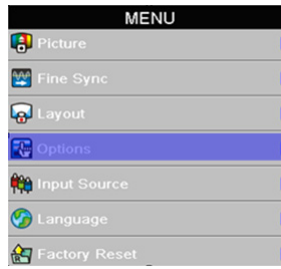 MENU
Picture
Fine Sync
Layout
Options
Input Source
Language
Factory Reset